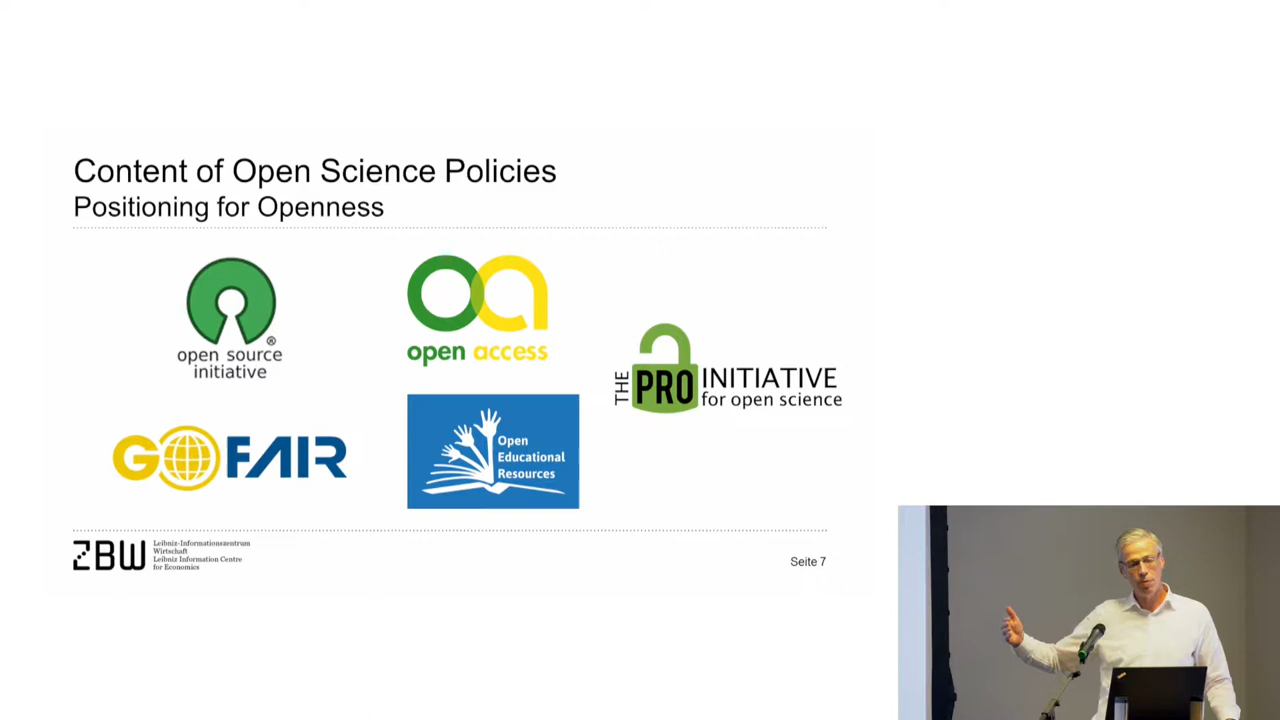 Content of Open Science Policies
Positioning for Openness
open source
initiative®
oa
open access
THE PRO INITIATIVE
for open science
GO FAIR
Open
Educational
Resources
ZBW
Leibniz-Informationszentrum
Wirtschaft
Leibniz Information Centre
for Economics
Seite 7